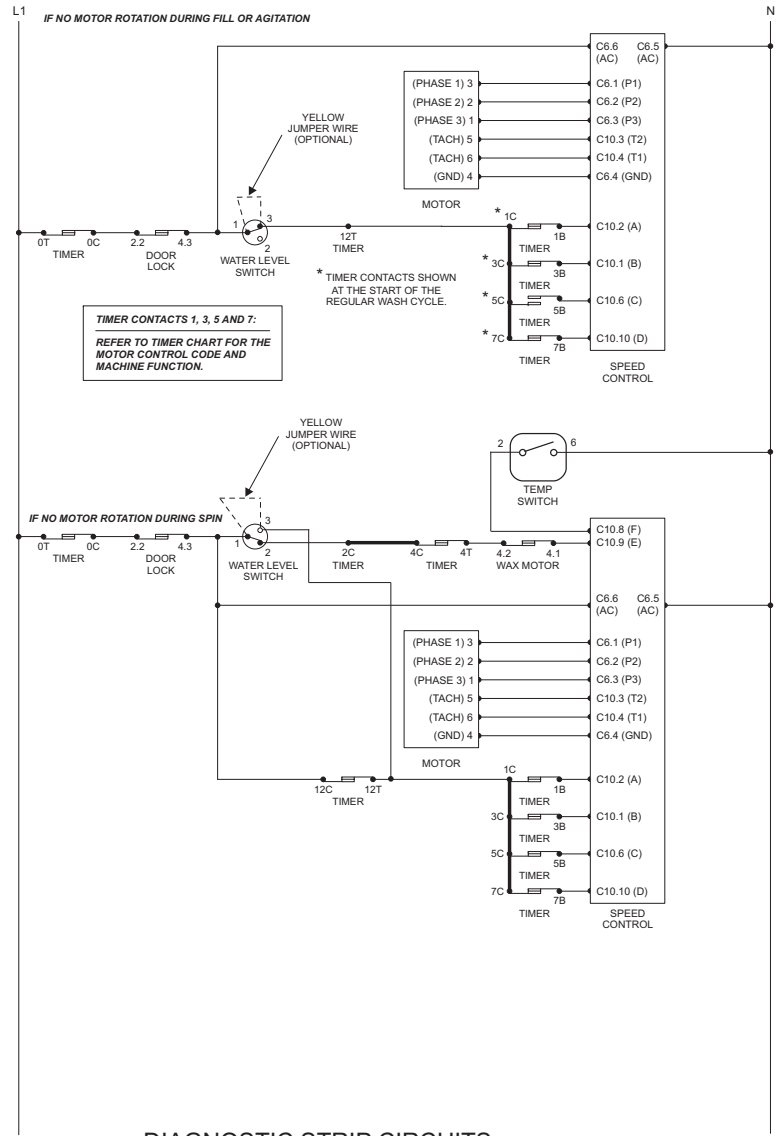 L1
N
IF NO MOTOR ROTATION DURING FILL OR AGITATION
C6.6 C6.5
(AC) (AC)
(PHASE 1) 3
C6.1 (P1)
(PHASE 2) 2
C6.2 (P2)
(PHASE 3) 1
C6.3 (P3)
(TACH) 5
C10.3 (T2)
(TACH) 6
C10.4 (T1)
(GND) 4
C6.4 (GND)
MOTOR
YELLOW
JUMPER WIRE
(OPTIONAL)
1
3
2
WATER LEVEL
SWITCH
0T
0C
TIMER
2.2
4.3
DOOR
LOCK
12T
TIMER
* TIMER CONTACTS SHOWN
AT THE START OF THE
REGULAR WASH CYCLE.
* 1C
1B
TIMER
C10.2 (A)
* 3C
3B
TIMER
C10.1 (B)
* 5C
5B
TIMER
C10.6 (C)
* 7C
7B
TIMER
C10.10 (D)
SPEED
CONTROL
TIMER CONTACTS 1, 3, 5 AND 7:
REFER TO TIMER CHART FOR THE
MOTOR CONTROL CODE AND
MACHINE FUNCTION.
YELLOW
JUMPER WIRE
(OPTIONAL)
2
6
TEMP
SWITCH
IF NO MOTOR ROTATION DURING SPIN
0T
0C
TIMER
2.2
4.3
DOOR
LOCK
1
3
2
WATER LEVEL
SWITCH
2C
TIMER
4C
4T
TIMER
4.2
4.1
WAX MOTOR
C10.8 (F)
C10.9 (E)
C6.6 C6.5
(AC) (AC)
(PHASE 1) 3
C6.1 (P1)
(PHASE 2) 2
C6.2 (P2)
(PHASE 3) 1
C6.3 (P3)
(TACH) 5
C10.3 (T2)
(TACH) 6
C10.4 (T1)
(GND) 4
C6.4 (GND)
MOTOR
12C
12T
TIMER
1C
1B
TIMER
C10.2 (A)
3C
3B
TIMER
C10.1 (B)
5C
5B
TIMER
C10.6 (C)
7C
7B
TIMER
C10.10 (D)
SPEED
CONTROL
DIAGNOSTIC STRIP CIRCUITS